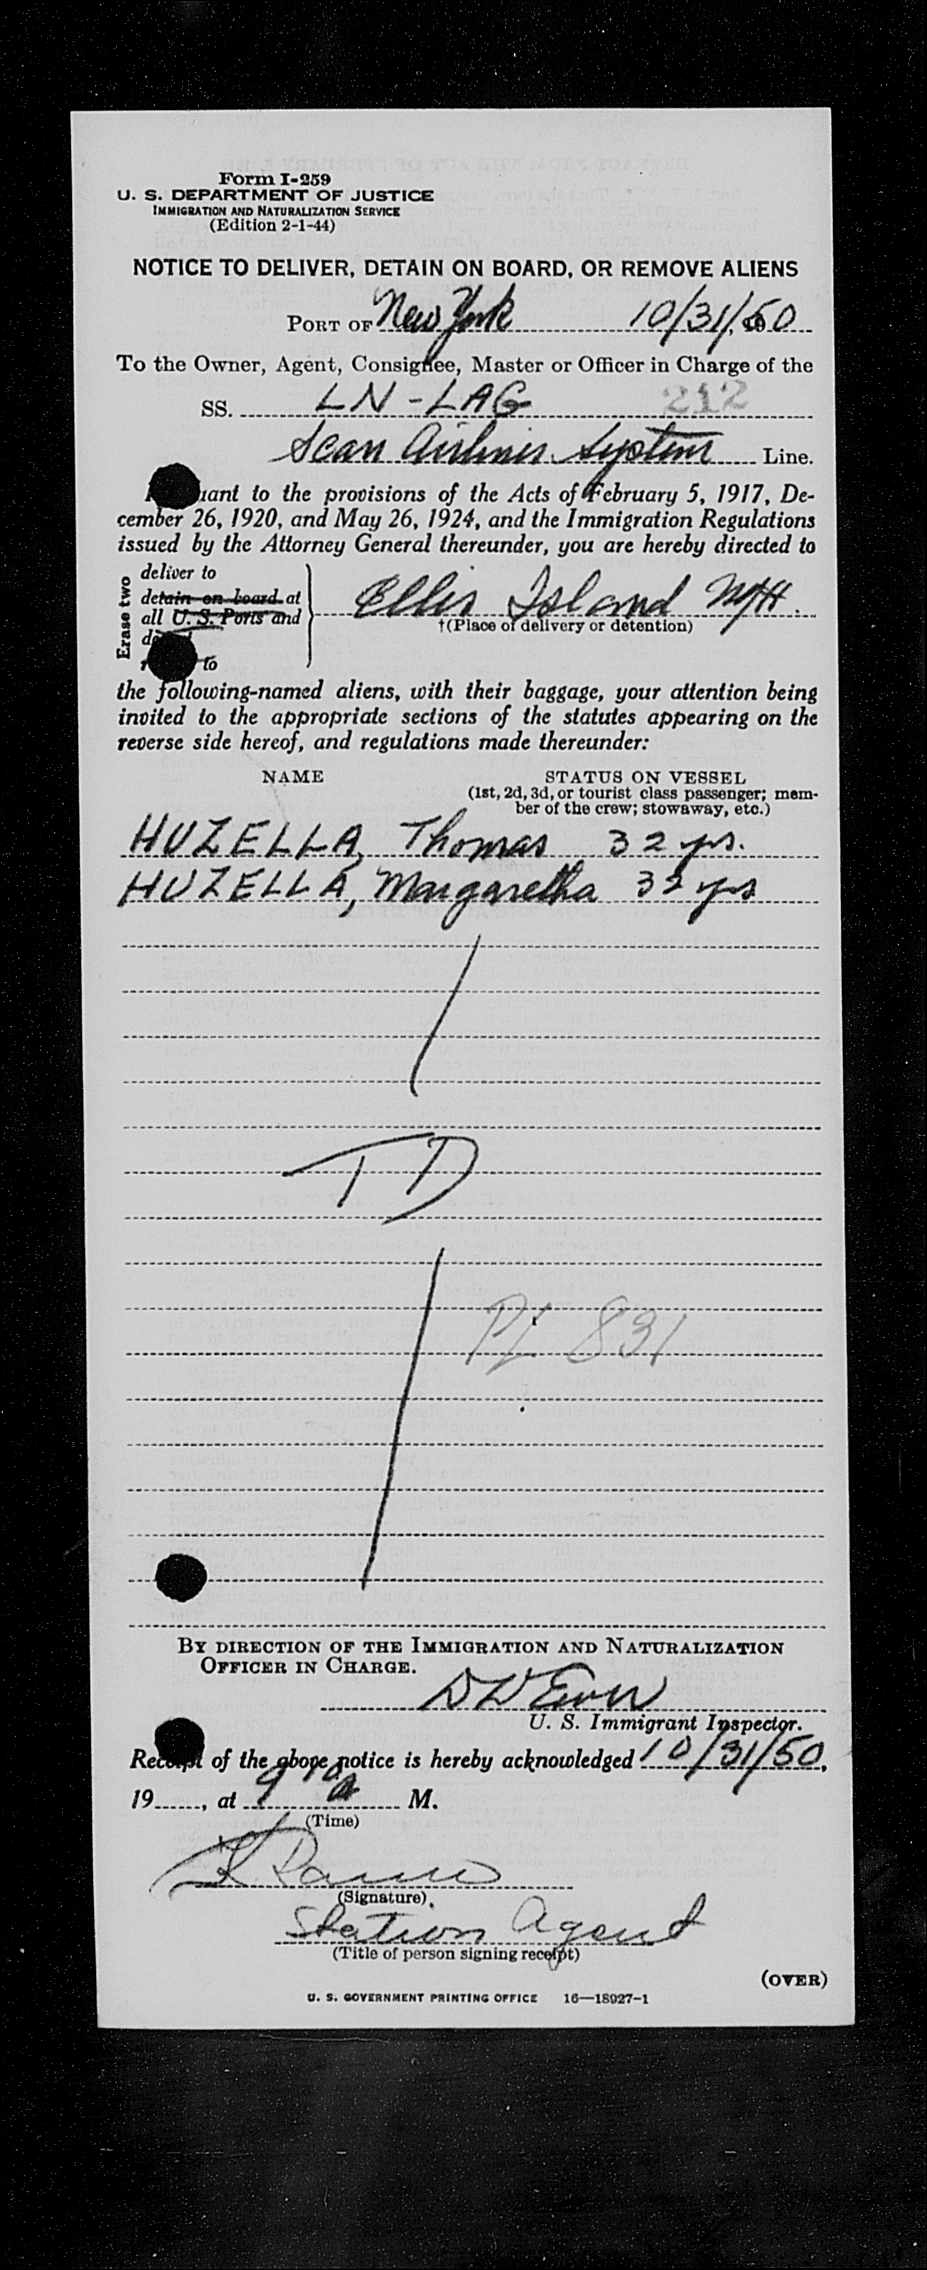 Form I-259
U. S. DEPARTMENT OF JUSTICE
IMMIGRATION AND NATURALIZATION SERVICE
(Edition 2-1-44)
NOTICE TO DELIVER, DETAIN ON BOARD, OR REMOVE ALIENS
PORT OF New York 10/31/50
To the Owner, Agent, Consignee, Master or Officer in Charge of the
SS. LN-LAG 212
Scan Airlines System Line.
to the provisions of the Acts of February 5, 1917, De-
cember 26, 1920, and May 26, 1924, and the Immigration Regulations
issued by the Attorney General thereunder, you are hereby directed to
Erase two
deliver to
detain on board at
all U. S. Ports and
to
Ellis Island NYH.
†(Place of delivery or detention)
the following-named aliens, with their baggage, your attention being
invited to the appropriate sections of the statutes appearing on the
reverse side hereof, and regulations made thereunder:
NAME STATUS ON VESSEL
(1st, 2d, 3d, or tourist class passenger; mem-
ber of the crew; stowaway, etc.)
HUZELLA, Thomas 32 yrs.
HUZELLA, Margaretha 32 yrs
TD
831
BY DIRECTION OF THE IMMIGRATION AND NATURALIZATION
OFFICER IN CHARGE.
U. S. Immigrant Inspector.
Receipt of the above notice is hereby acknowledged 10/31/50,
19......, at M.
(Time)
(Signature)
Station Agent
(Title of person signing receipt)
(OVER)
U. S. GOVERNMENT PRINTING OFFICE 16—18927-1